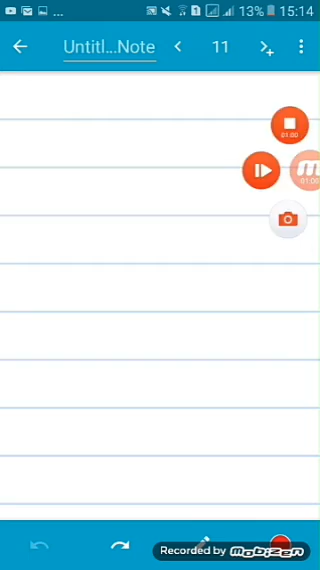 ... 13% 15:14
Untitl...Note 11
01:00
01:00
Recorded by MOBIZEN